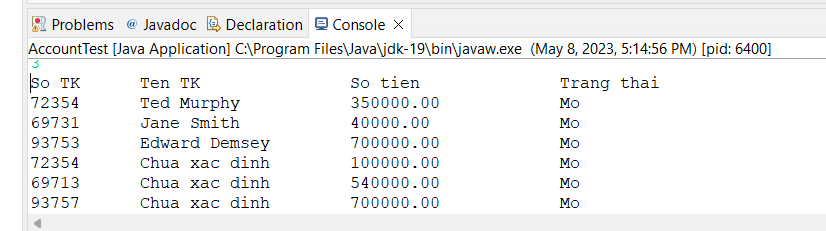 Problems @ Javadoc Declaration Console
AccountTest [Java Application] C:\Program Files\Java\jdk-19\bin\javaw.exe (May 8, 2023, 5:14:56 PM) [pid: 6400]
3
So TK Ten TK So tien Trang thai
72354 Ted Murphy 350000.00 Mo
69731 Jane Smith 40000.00 Mo
93753 Edward Demsey 700000.00 Mo
72354 Chua xac dinh 100000.00 Mo
69713 Chua xac dinh 540000.00 Mo
93757 Chua xac dinh 700000.00 Mo